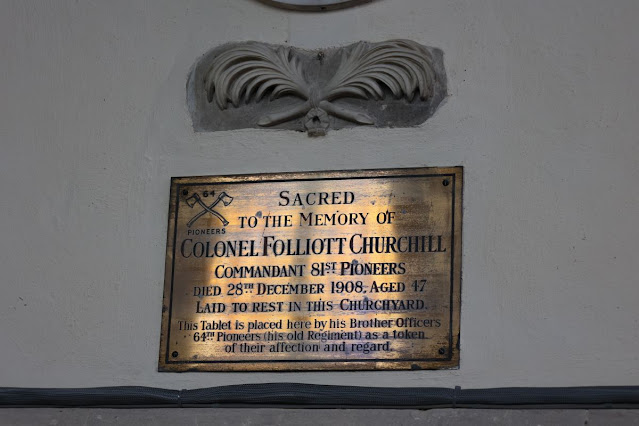 64
PIONEERS
SACRED
TO THE MEMORY OF
COLONEL FOLLIOTT CHURCHILL
COMMANDANT 81ST PIONEERS
DIED 28TH DECEMBER 1908, AGED 47
LAID TO REST IN THIS CHURCHYARD.
This Tablet is placed here by his Brother Officers
64TH Pioneers (his old Regiment) as a token
of their affection and regard.